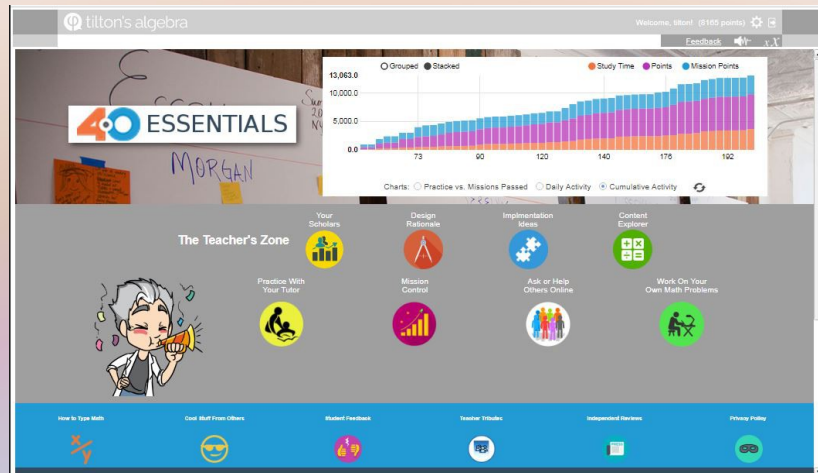 tilton's algebra
Welcome, tilton! (5165 points)
Feedback
x X
Grouped Stacked
Study Time Points Mission Points
13,063.0
10,000.0
5,000.0
0.0
73 90 120 140 176 192
Charts: Practice vs. Missions Passed Daily Activity Cumulative Activity
4.0 ESSENTIALS
MORGAN
The Teacher's Zone
Your
Scholars
Design
Rationale
Implmentation
Ideas
Content
Explorer
Practice With
Your Tutor
Mission
Control
Ask or Help
Others Online
Work On Your
Own Math Problems
How to Type Math
Cool Stuff From Others
Student Feedback
Teacher Tributes
Independent Reviews
Privacy Policy
x/y